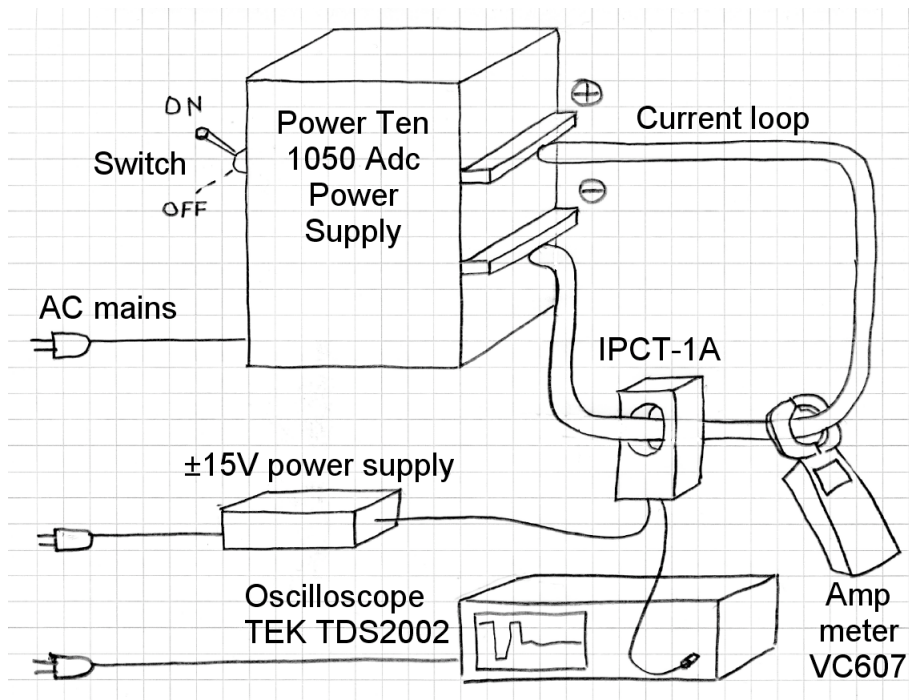 ON
Switch
OFF
Power Ten
1050 Adc
Power
Supply
+
−
Current loop
AC mains
IPCT-1A
±15V power supply
Oscilloscope
TEK TDS2002
Amp
meter
VC607